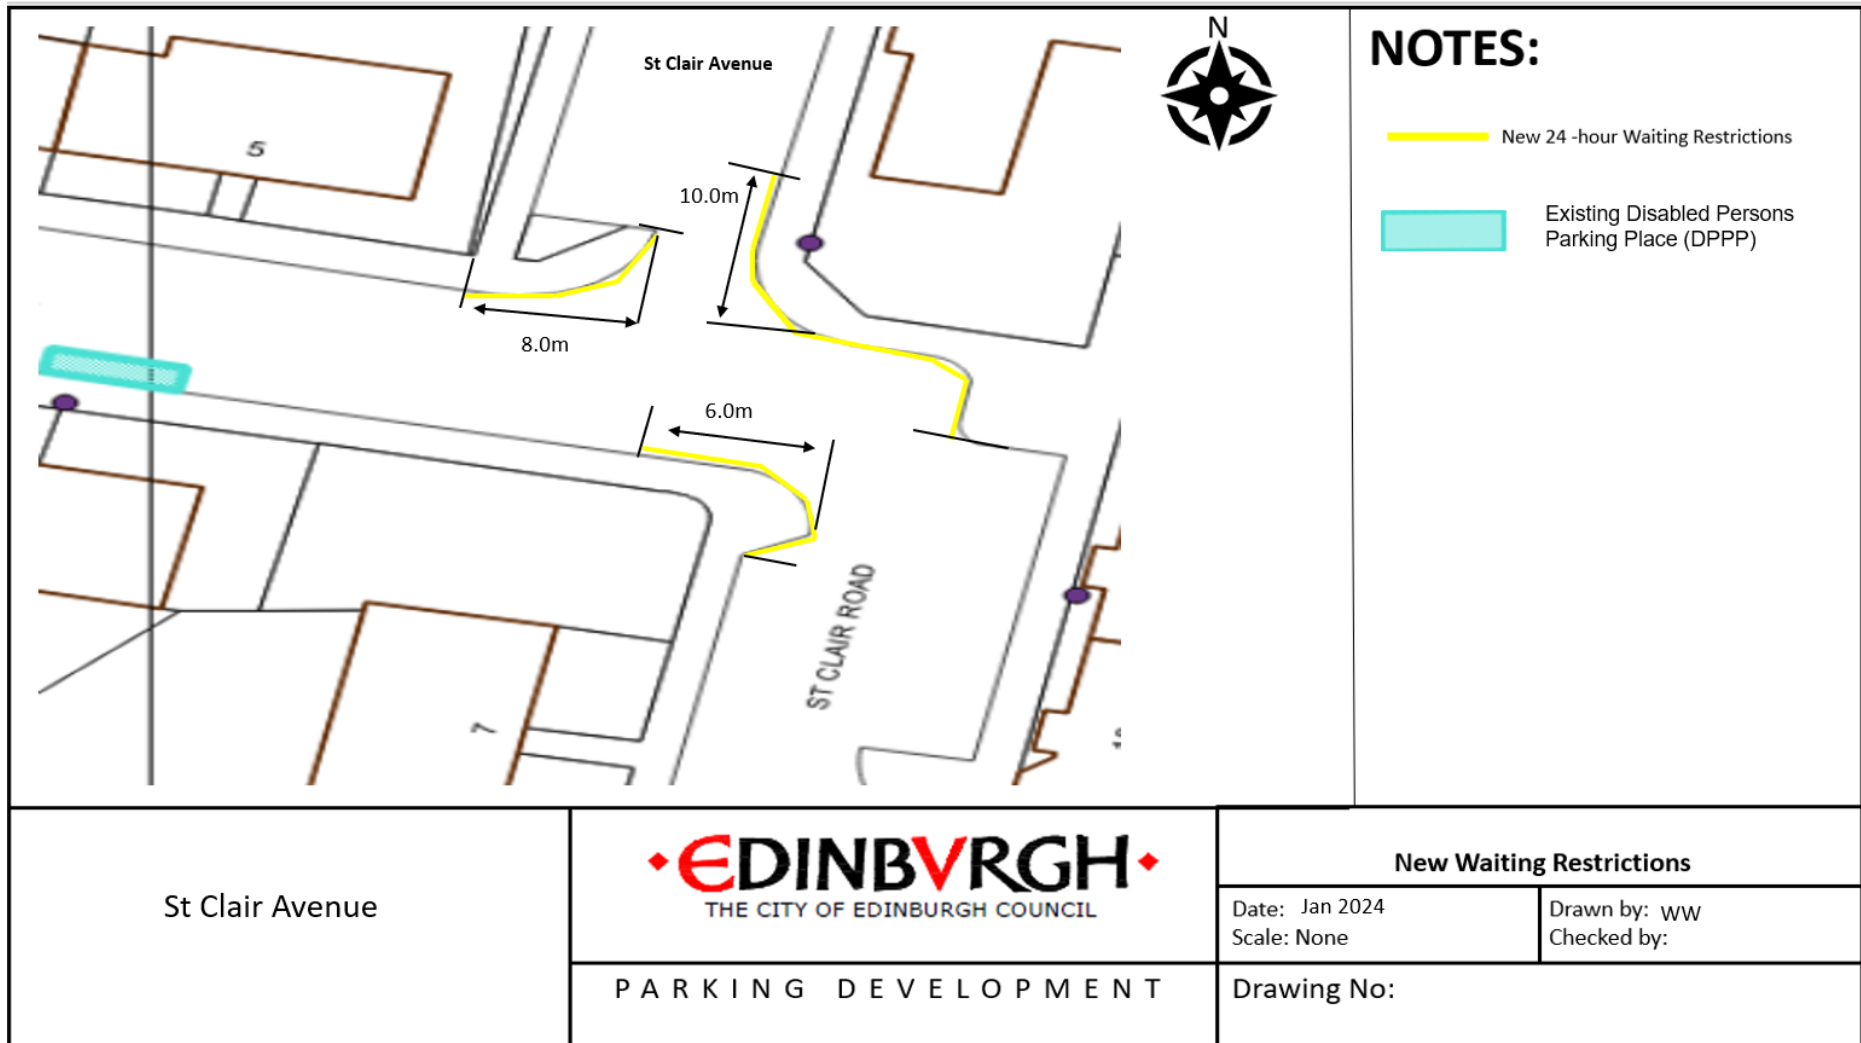 St Clair Avenue
N
NOTES:
New 24 -hour Waiting Restrictions
Existing Disabled Persons
Parking Place (DPPP)
5
10.0m
8.0m
6.0m
ST CLAIR ROAD
7
St Clair Avenue
EDINBVRGH
THE CITY OF EDINBURGH COUNCIL
PARKING DEVELOPMENT
New Waiting Restrictions
Date: Jan 2024
Scale: None
Drawn by: WW
Checked by:
Drawing No: